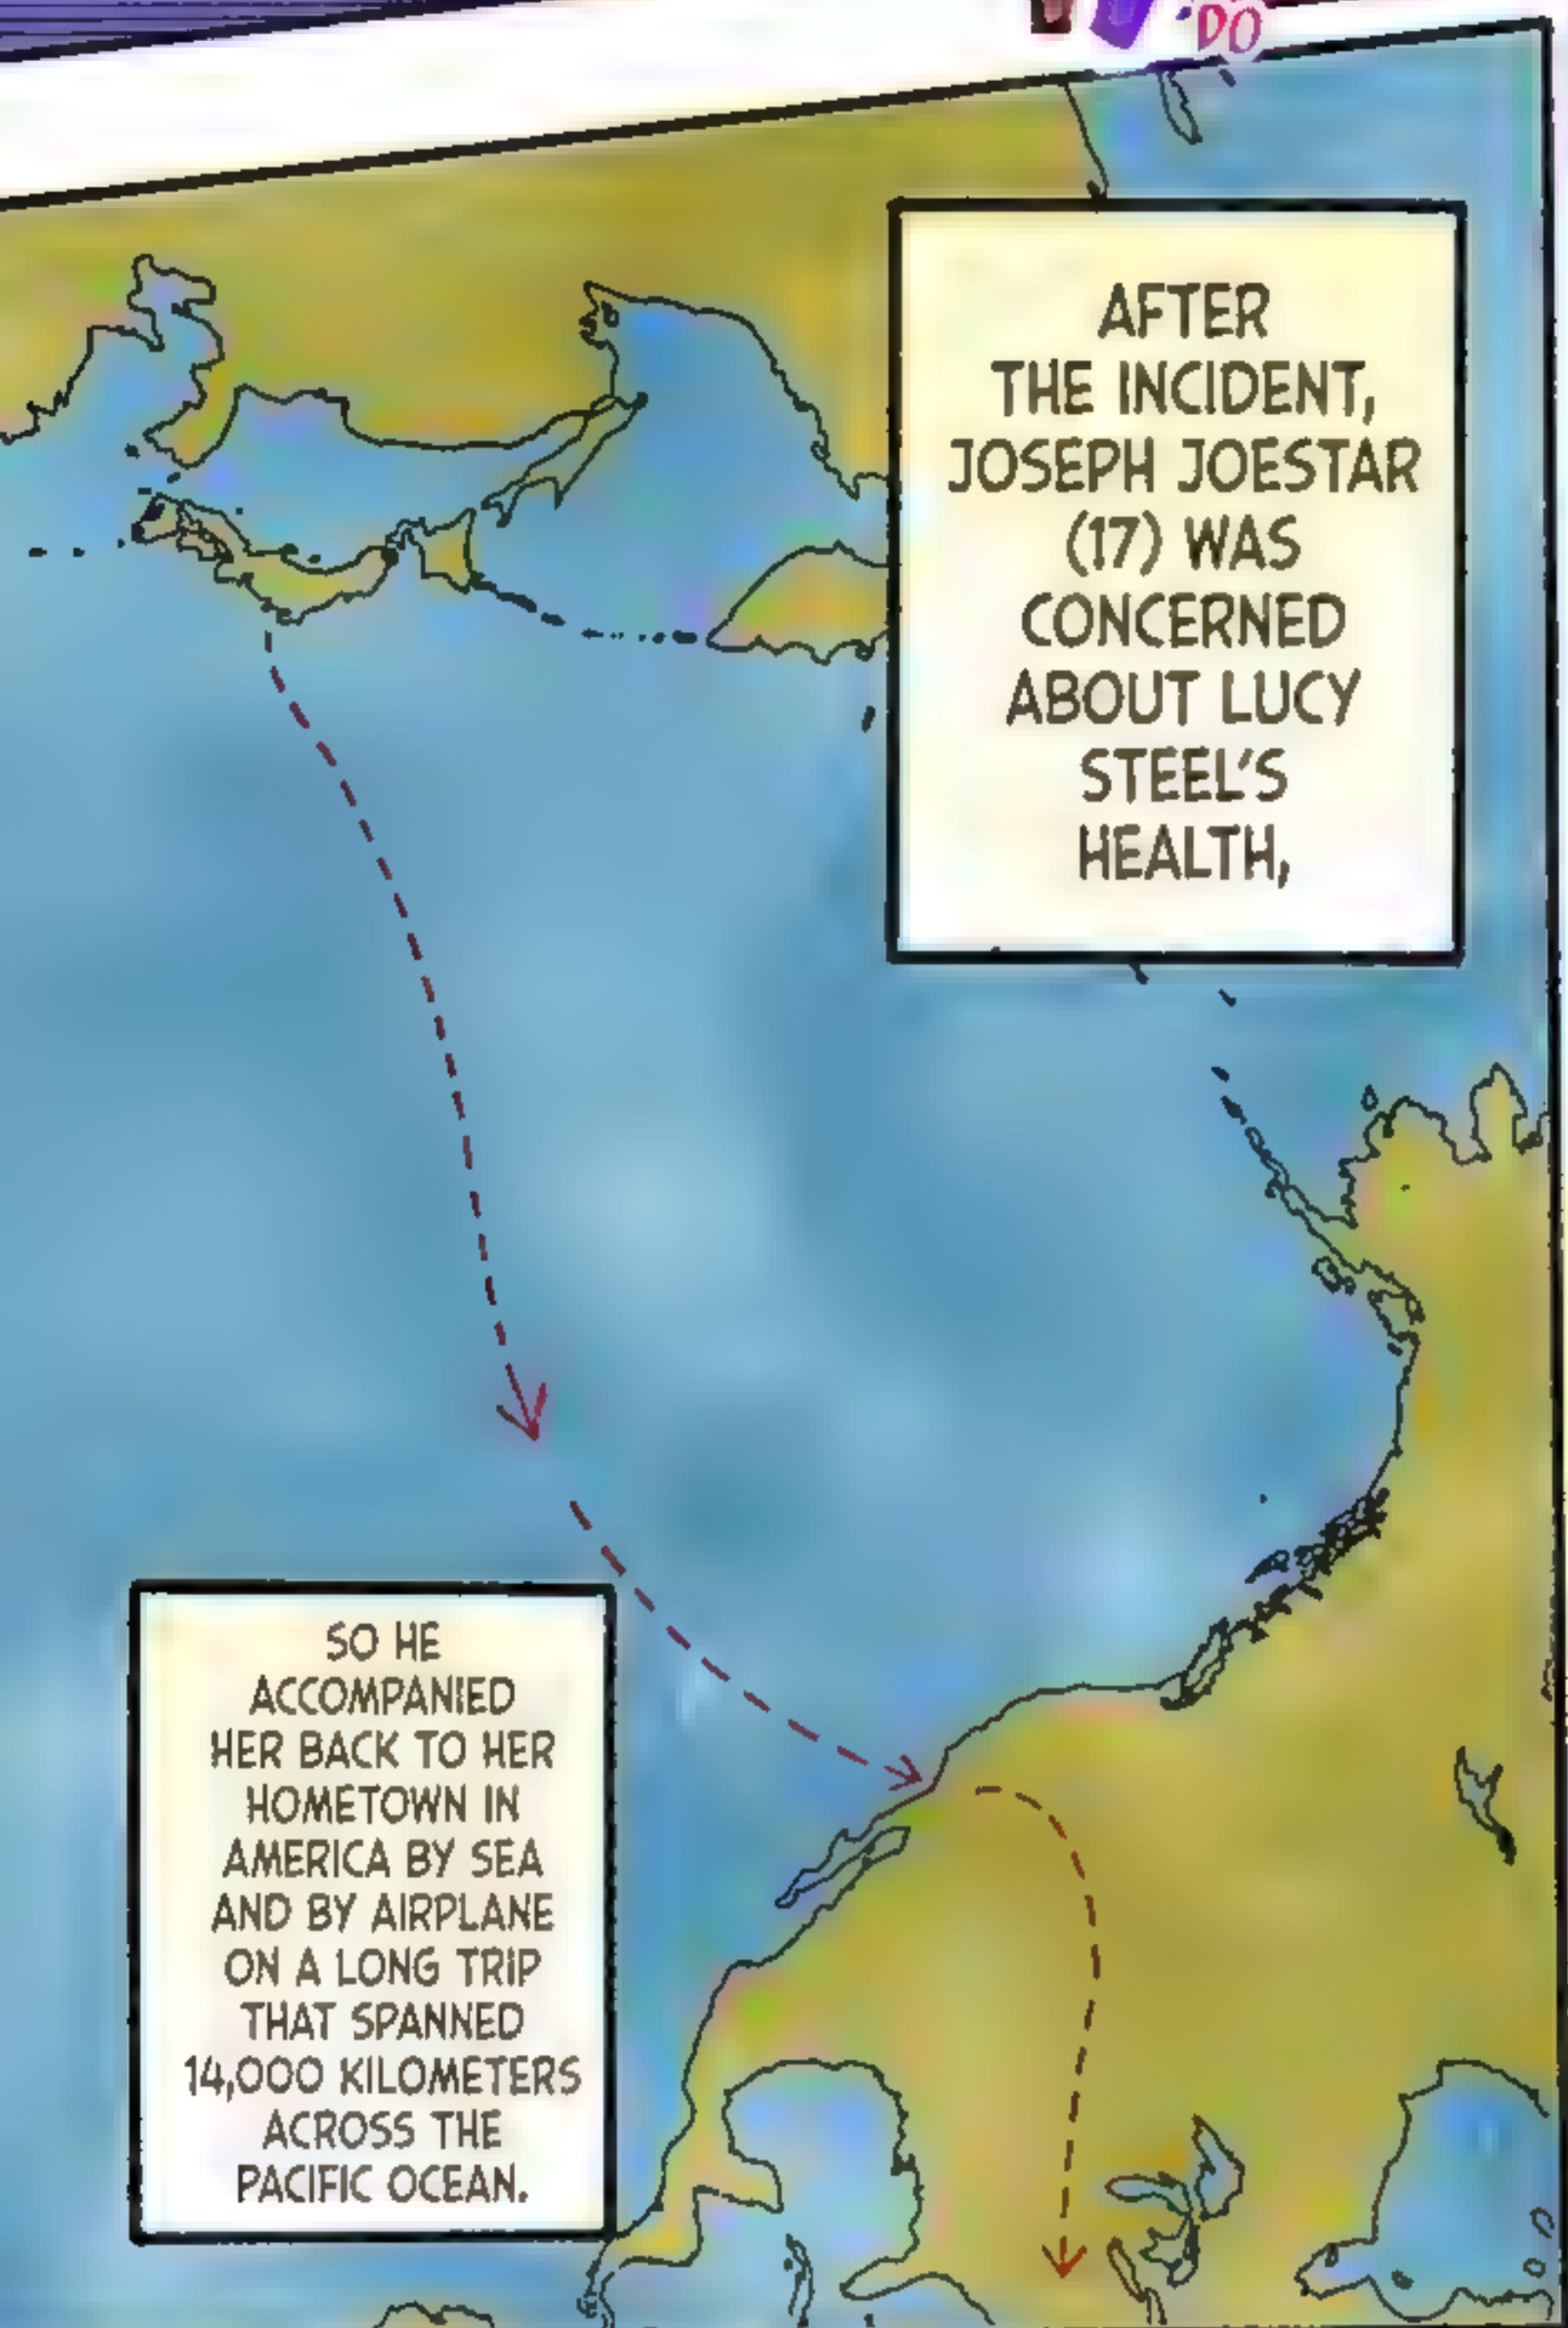 DO
AFTER
THE INCIDENT,
JOSEPH JOESTAR
(17) WAS
CONCERNED
ABOUT LUCY
STEEL'S
HEALTH,
SO HE
ACCOMPANIED
HER BACK TO HER
HOMETOWN IN
AMERICA BY SEA
AND BY AIRPLANE
ON A LONG TRIP
THAT SPANNED
14,000 KILOMETERS
ACROSS THE
PACIFIC OCEAN.